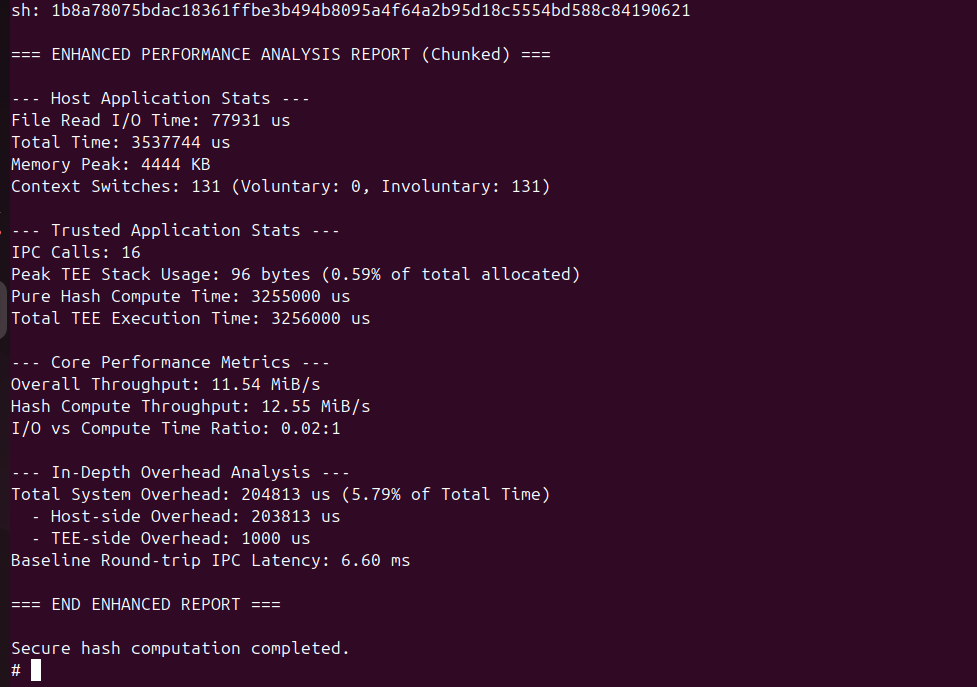 sh: 1b8a78075bdac18361ffbe3b494b8095a4f64a2b95d18c5554bd588c84190621
=== ENHANCED PERFORMANCE ANALYSIS REPORT (Chunked) ===
--- Host Application Stats ---
File Read I/O Time: 77931 us
Total Time: 3537744 us
Memory Peak: 4444 KB
Context Switches: 131 (Voluntary: 0, Involuntary: 131)
--- Trusted Application Stats ---
IPC Calls: 16
Peak TEE Stack Usage: 96 bytes (0.59% of total allocated)
Pure Hash Compute Time: 3255000 us
Total TEE Execution Time: 3256000 us
--- Core Performance Metrics ---
Overall Throughput: 11.54 MiB/s
Hash Compute Throughput: 12.55 MiB/s
I/O vs Compute Time Ratio: 0.02:1
--- In-Depth Overhead Analysis ---
Total System Overhead: 204813 us (5.79% of Total Time)
- Host-side Overhead: 203813 us
- TEE-side Overhead: 1000 us
Baseline Round-trip IPC Latency: 6.60 ms
=== END ENHANCED REPORT ===
Secure hash computation completed.
#